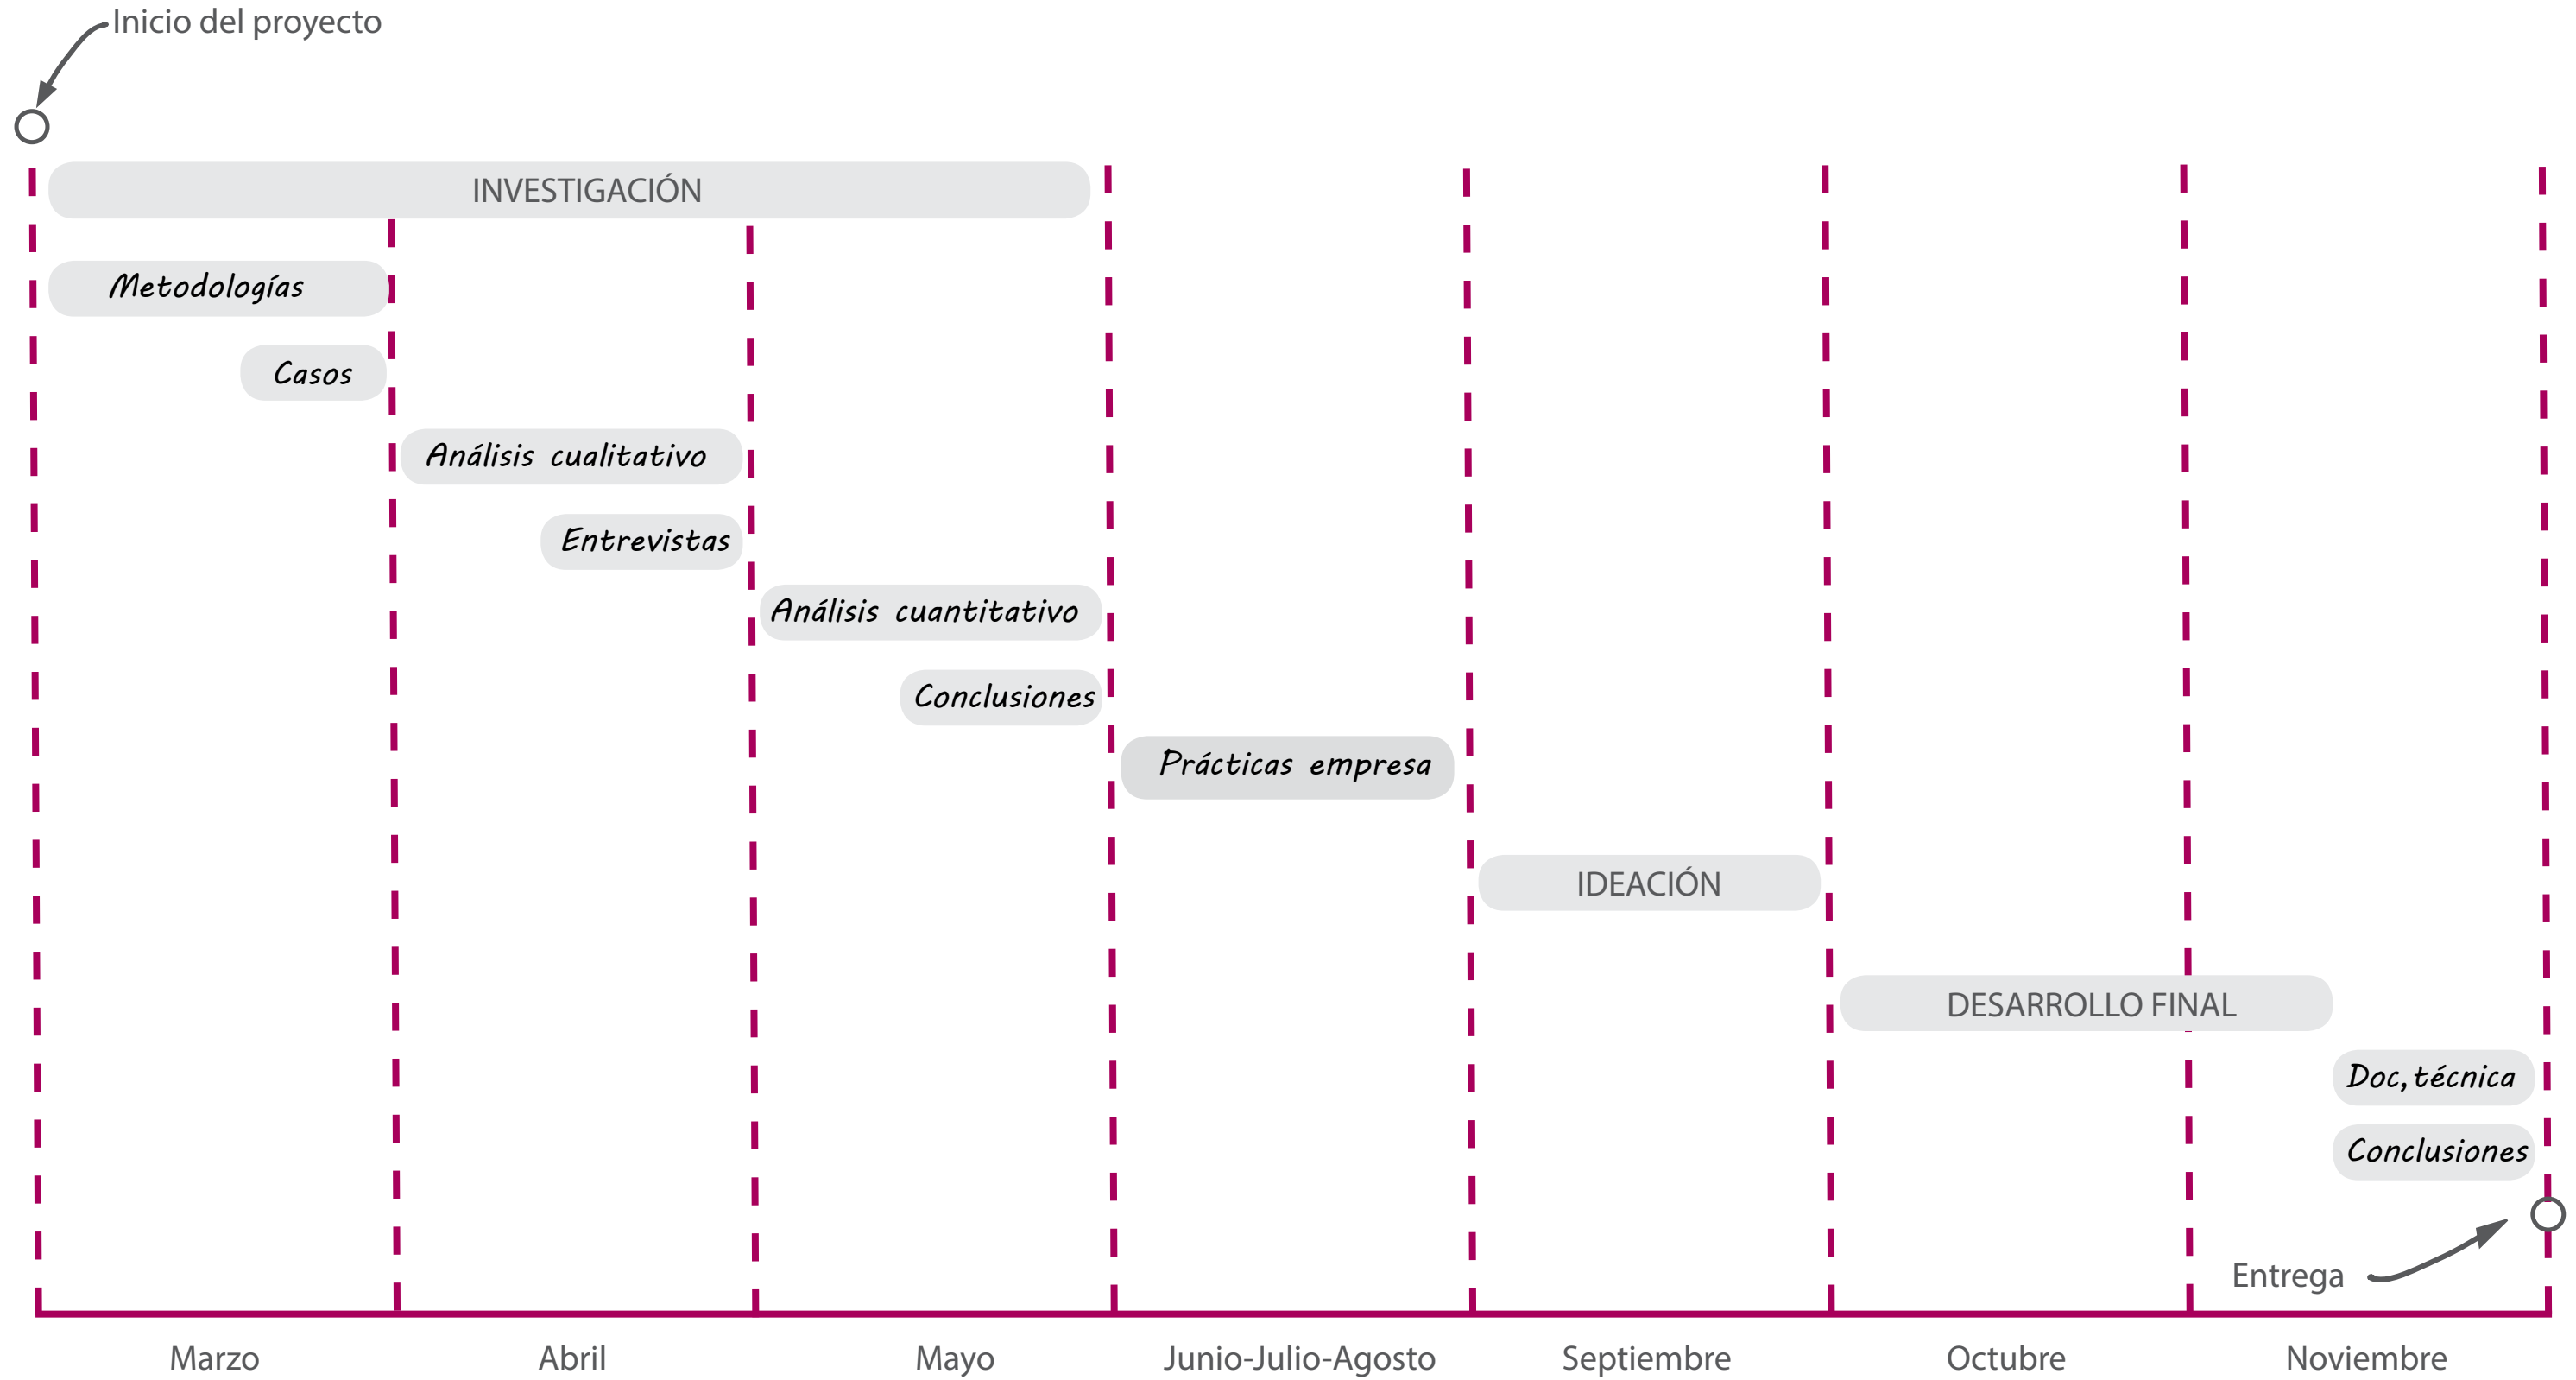 Inicio del proyecto
INVESTIGACIÓN
Metodologías
Casos
Análisis cualitativo
Entrevistas
Análisis cuantitativo
Conclusiones
Prácticas empresa
IDEACIÓN
DESARROLLO FINAL
Doc,técnica
Conclusiones
Entrega
Marzo
Abril
Mayo
Junio-Julio-Agosto
Septiembre
Octubre
Noviembre